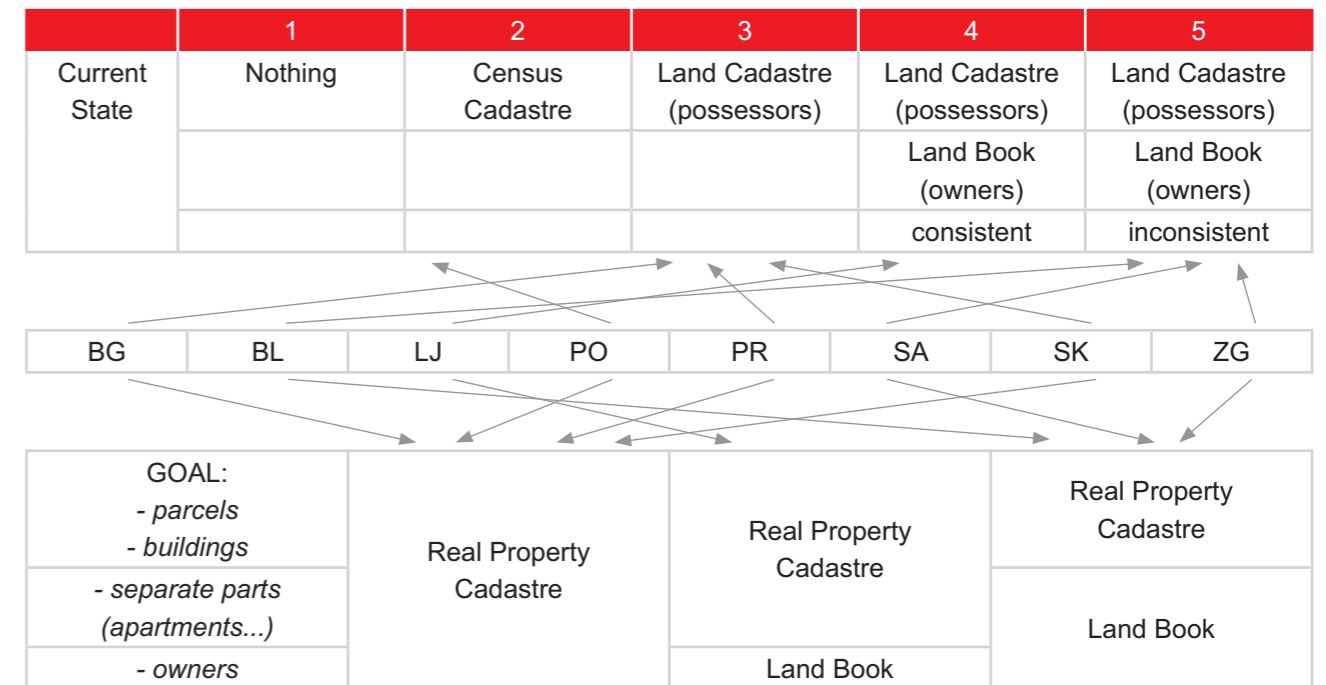 1 2 3 4 5
Current State
Nothing
Census Cadastre
Land Cadastre (possessors)
Land Cadastre (possessors)
Land Cadastre (possessors)
Land Book (owners)
Land Book (owners)
consistent
inconsistent
BG BL LJ PO PR SA SK ZG
GOAL:
- parcels
- buildings
- separate parts
(apartments...)
- owners
Real Property
Cadastre
Real Property
Cadastre
Land Book
Real Property
Cadastre
Land Book